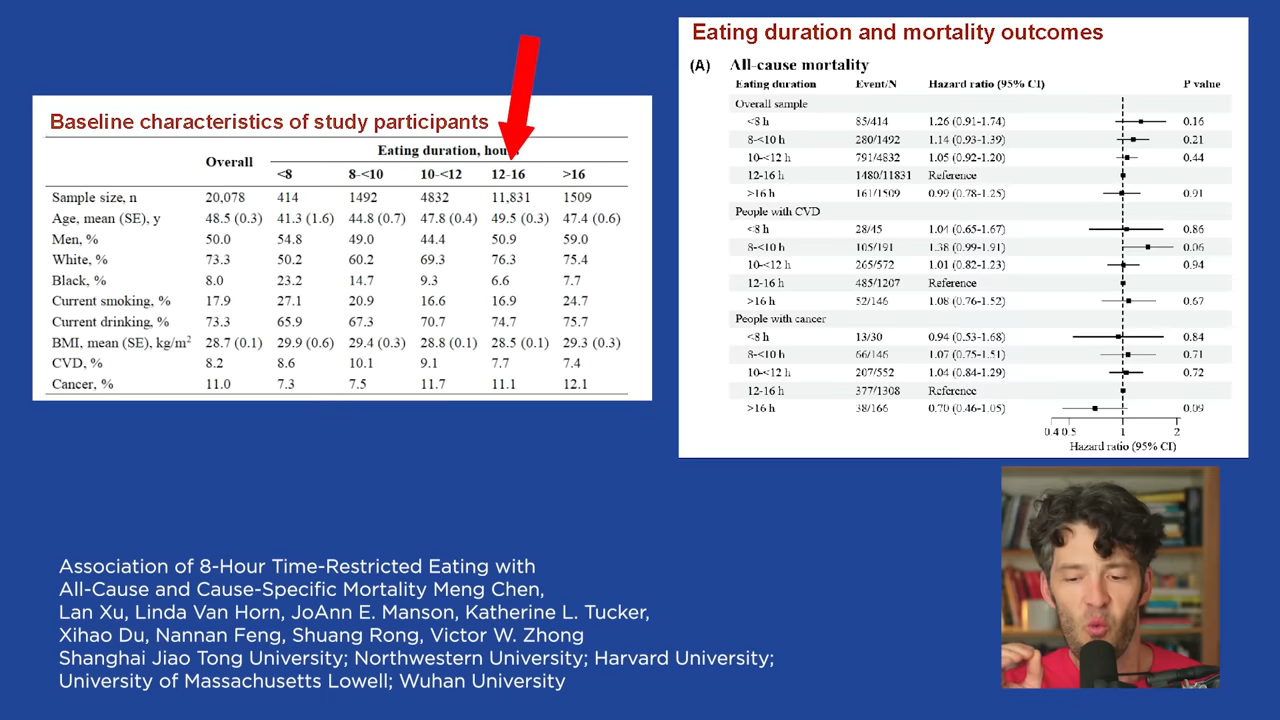 Baseline characteristics of study participants
Eating duration, hou
Overall <8 8-<10 10-<12 12-16 >16
Sample size, n 20,078 414 1492 4832 11,831 1509
Age, mean (SE), y 48.5 (0.3) 41.3 (1.6) 44.8 (0.7) 47.8 (0.4) 49.5 (0.3) 47.4 (0.6)
Men, % 50.0 54.8 49.0 44.4 50.9 59.0
White, % 73.3 50.2 60.2 69.3 76.3 75.4
Black, % 8.0 23.2 14.7 9.3 6.6 7.7
Current smoking, % 17.9 27.1 20.9 16.6 16.9 24.7
Current drinking, % 73.3 65.9 67.3 70.7 74.7 75.7
BMI, mean (SE), kg/m² 28.7 (0.1) 29.9 (0.6) 29.4 (0.3) 28.8 (0.1) 28.5 (0.1) 29.3 (0.3)
CVD, % 8.2 8.6 10.1 9.1 7.7 7.4
Cancer, % 11.0 7.3 7.5 11.7 11.1 12.1
Eating duration and mortality outcomes
(A) All-cause mortality
Eating duration Event/N Hazard ratio (95% CI) P value
Overall sample
<8 h 85/414 1.26 (0.91-1.74) 0.16
8-<10 h 280/1492 1.14 (0.93-1.39) 0.21
10-<12 h 791/4832 1.05 (0.92-1.20) 0.44
12-16 h 1480/11831 Reference
>16 h 161/1509 0.99 (0.78-1.25) 0.91
People with CVD
<8 h 28/45 1.04 (0.65-1.67) 0.86
8-<10 h 105/191 1.38 (0.99-1.91) 0.06
10-<12 h 265/572 1.01 (0.82-1.23) 0.94
12-16 h 485/1207 Reference
>16 h 52/146 1.08 (0.76-1.52) 0.67
People with cancer
<8 h 13/30 0.94 (0.53-1.68) 0.84
8-<10 h 66/146 1.07 (0.75-1.51) 0.71
10-<12 h 207/552 1.04 (0.84-1.29) 0.72
12-16 h 377/1308 Reference
>16 h 38/166 0.70 (0.46-1.05) 0.09
0.4 0.5 1 2
Hazard ratio (95% CI)
Association of 8-Hour Time-Restricted Eating with
All-Cause and Cause-Specific Mortality Meng Chen,
Lan Xu, Linda Van Horn, JoAnn E. Manson, Katherine L. Tucker,
Xihao Du, Nannan Feng, Shuang Rong, Victor W. Zhong
Shanghai Jiao Tong University; Northwestern University; Harvard University;
University of Massachusetts Lowell; Wuhan University